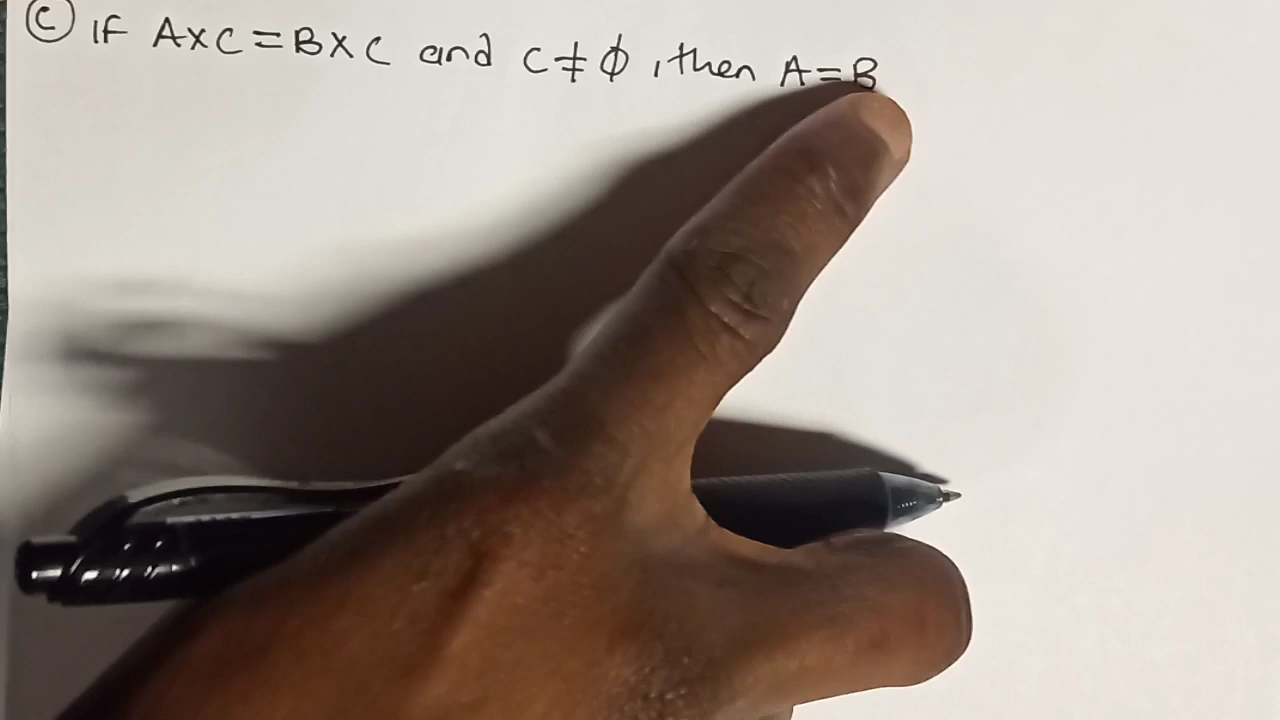 (C) IF A×C=B×C and C≠ϕ, then A=B